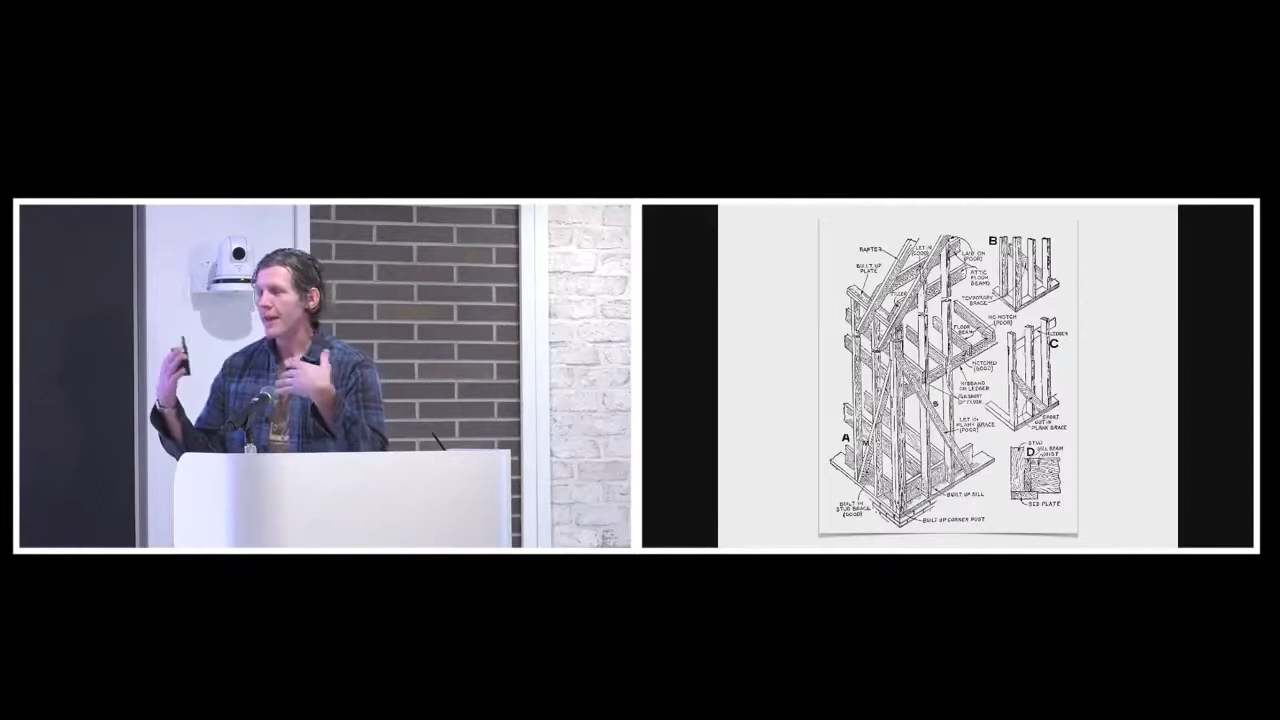 RAFTER
BUILT UP
PLATE
LET IN
(GOOD)
LAID ON
(POOR)
ATTIC
FLOOR
BEAMS
B
TEMPORARY
BRACE
NO NOTCH
(POOR)
FLOOR
BEAM
LEDGER
C
NOTCHED
(GOOD)
RIBBAND
OR LEDGER
S
LET IN
PLANK BRACE
(POOR)
SHORT
CUT IN
PLANK BRACE
A
M
STUD
D
SILL BEAM
JOIST
BED PLATE
BUILT IN
STUD BRACE
(GOOD)
BUILT UP SILL
BUILT UP CORNER POST